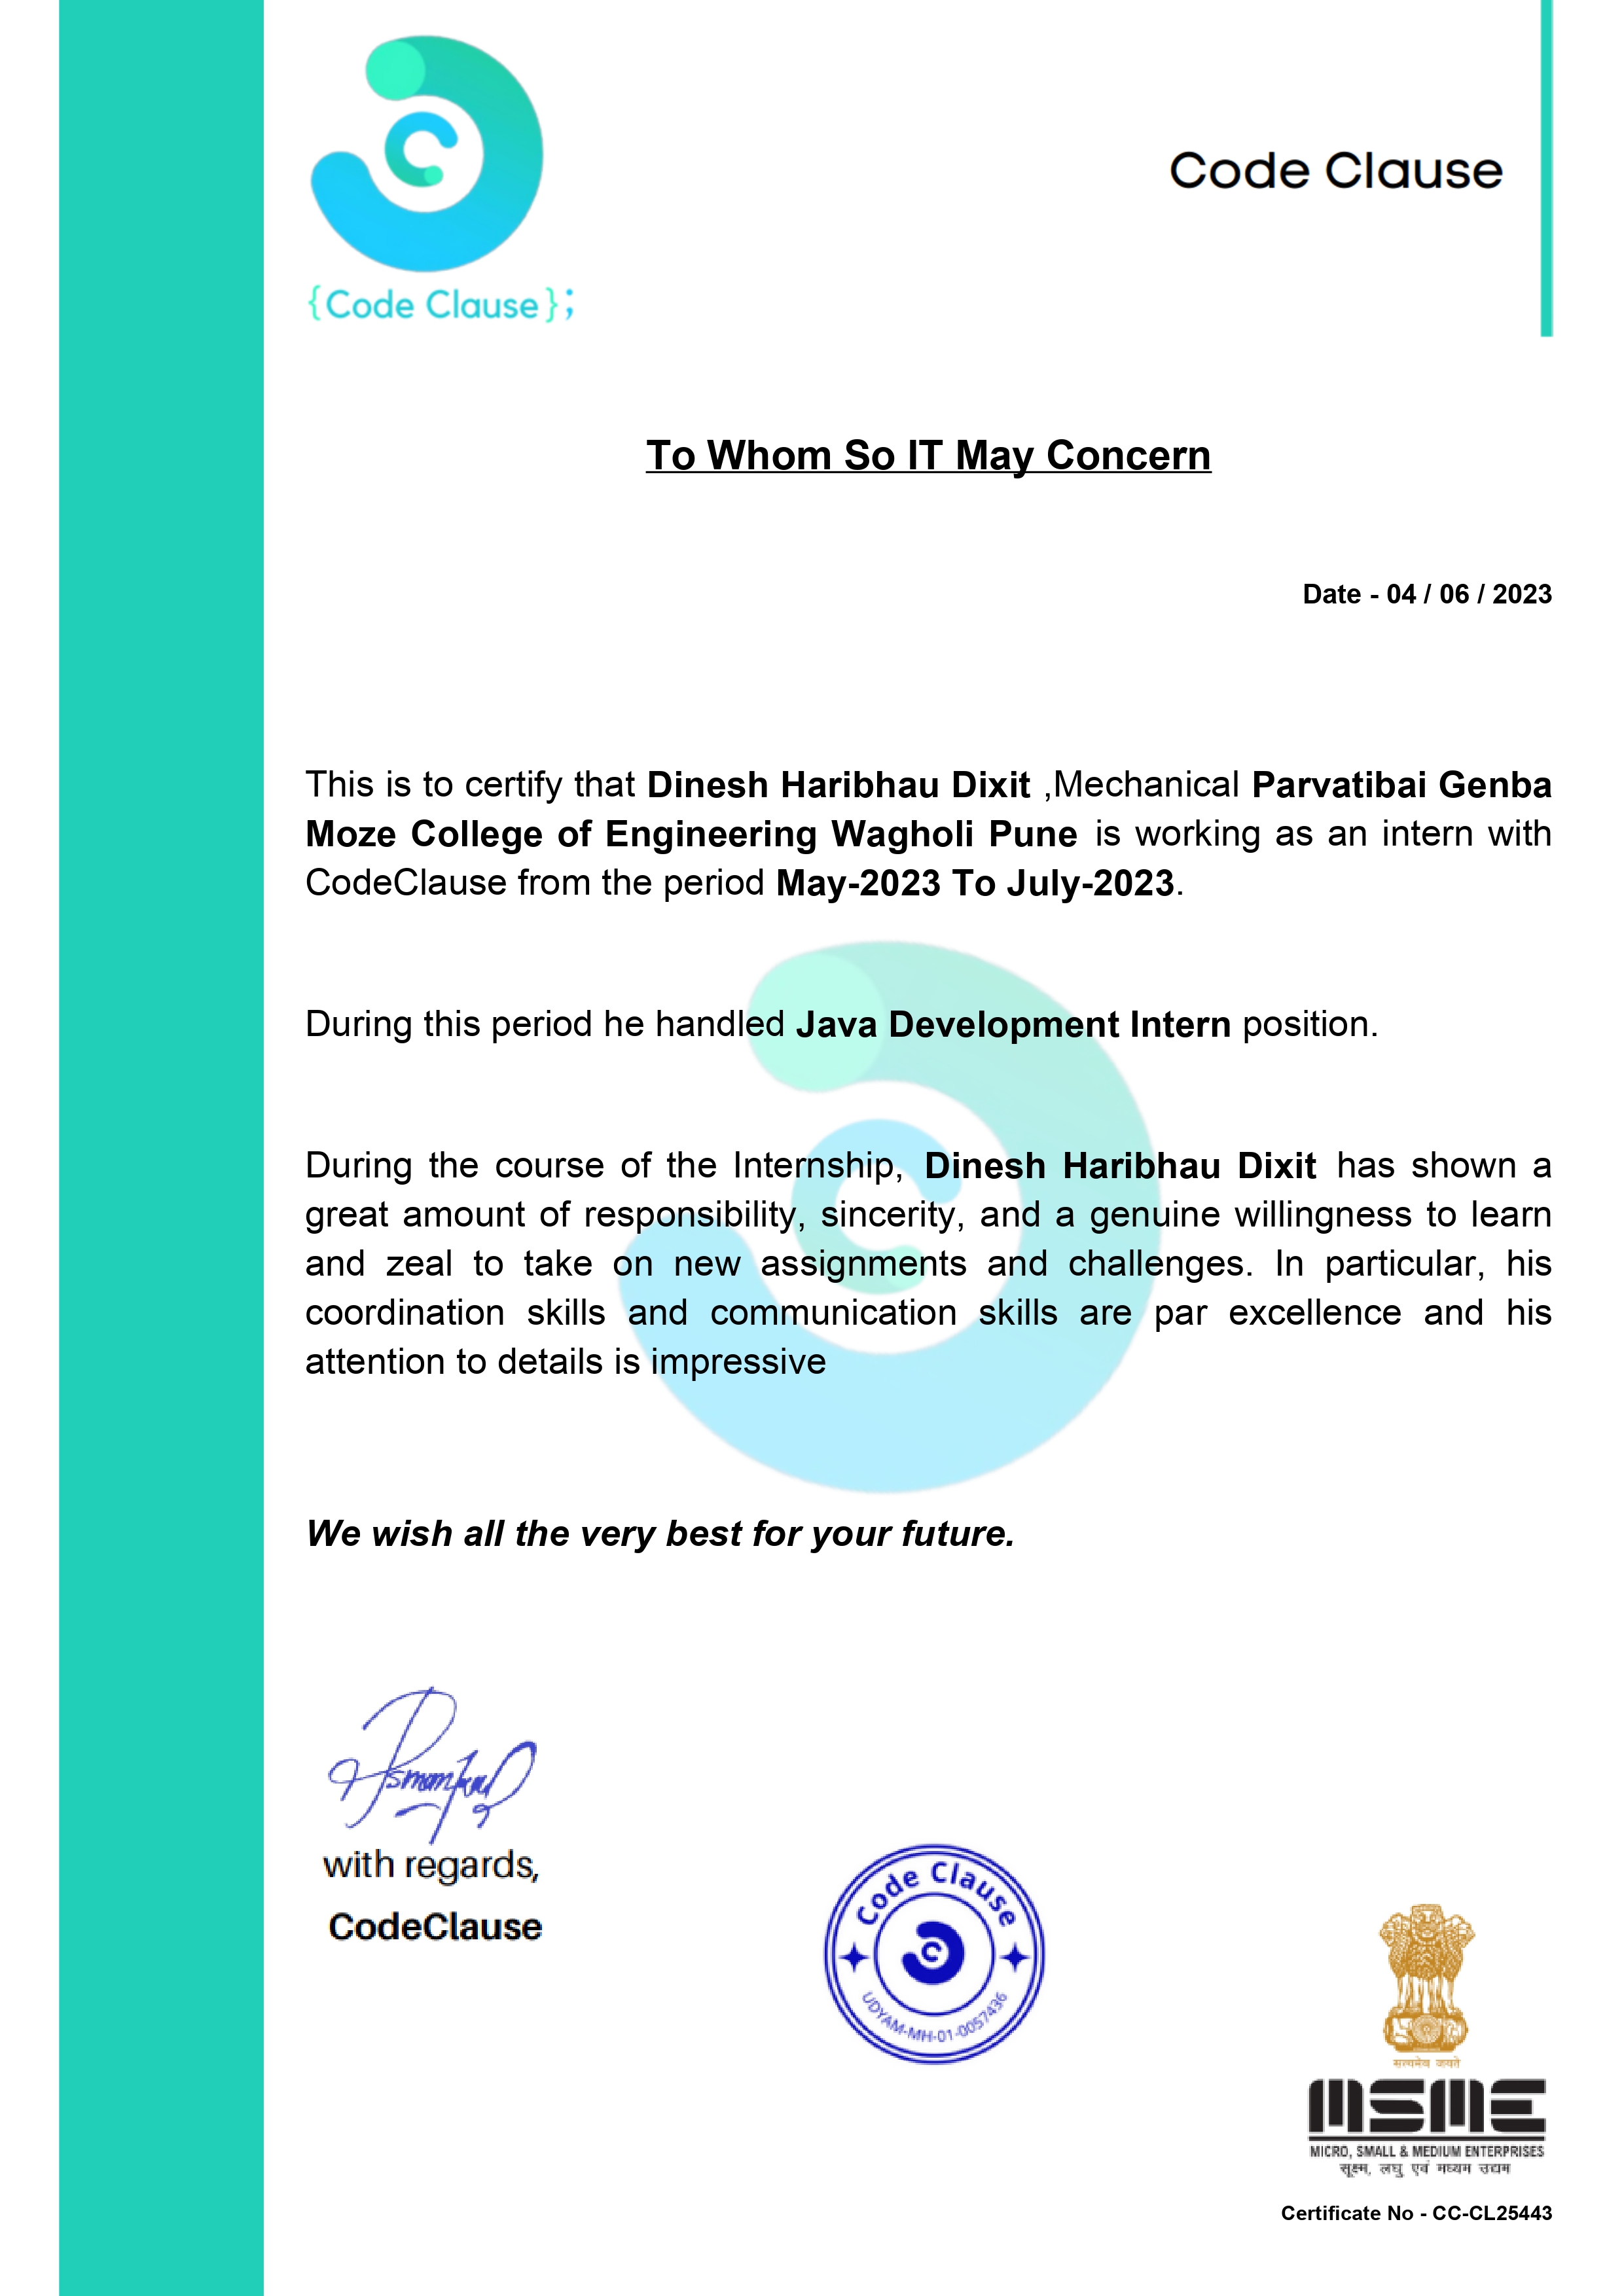 {Code Clause};
Code Clause
To Whom So IT May Concern
Date - 04 / 06 / 2023
This is to certify that Dinesh Haribhau Dixit ,Mechanical Parvatibai Genba
Moze College of Engineering Wagholi Pune is working as an intern with
CodeClause from the period May-2023 To July-2023.
During this period he handled Java Development Intern position.
During the course of the Internship, Dinesh Haribhau Dixit has shown a
great amount of responsibility, sincerity, and a genuine willingness to learn
and zeal to take on new assignments and challenges. In particular, his
coordination skills and communication skills are par excellence and his
attention to details is impressive
We wish all the very best for your future.
with regards,
CodeClause
Code Clause
UDYAM-MH-01-0057436
सत्यमेव जयते
MSME
MICRO, SMALL & MEDIUM ENTERPRISES
सूक्ष्म, लघु एवं मध्यम उद्यम
Certificate No - CC-CL25443